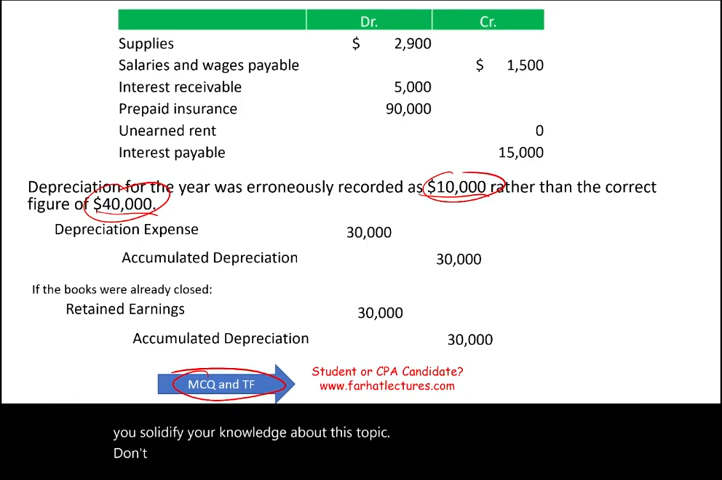 Dr. Cr.
Supplies $ 2,900
Salaries and wages payable $ 1,500
Interest receivable 5,000
Prepaid insurance 90,000
Unearned rent 0
Interest payable 15,000
Depreciation for the year was erroneously recorded as $10,000 rather than the correct
figure of $40,000.
Depreciation Expense 30,000
Accumulated Depreciation 30,000
If the books were already closed:
Retained Earnings 30,000
Accumulated Depreciation 30,000
MCQ and TF
Student or CPA Candidate?
www.farhatlectures.com
you solidify your knowledge about this topic.
Don't